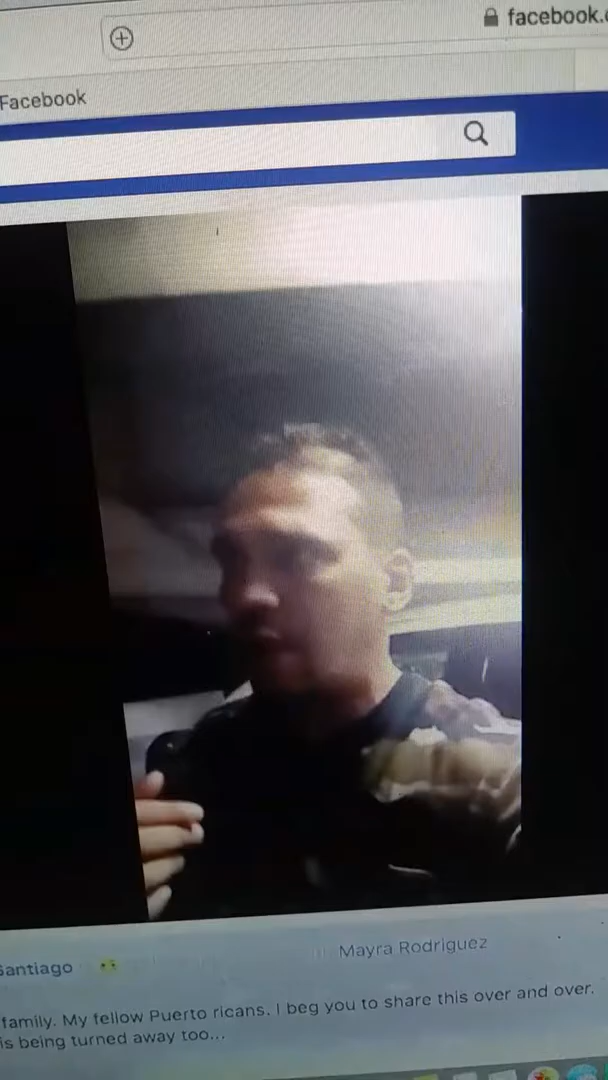 facebook.c
Facebook
Santiago
Mayra Rodriguez
family. My fellow Puerto ricans. I beg you to share this over and over.
is being turned away too...